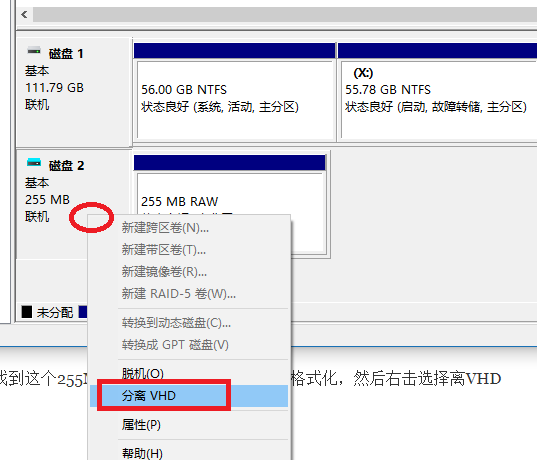 磁盘 1
基本
111.79 GB
联机
56.00 GB NTFS
状态良好 (系统, 活动, 主分区)
(X:)
55.78 GB NTFS
状态良好 (启动, 故障转储, 主分区)
磁盘 2
基本
255 MB
联机
255 MB RAW
新建跨区卷(N)...
新建带区卷(T)...
新建镜像卷(R)...
新建 RAID-5 卷(W)...
转换到动态磁盘(C)...
转换成 GPT 磁盘(V)
脱机(O)
分离 VHD
属性(P)
帮助(H)
未分配
找到这个255M
格式化，然后右击选择离VHD